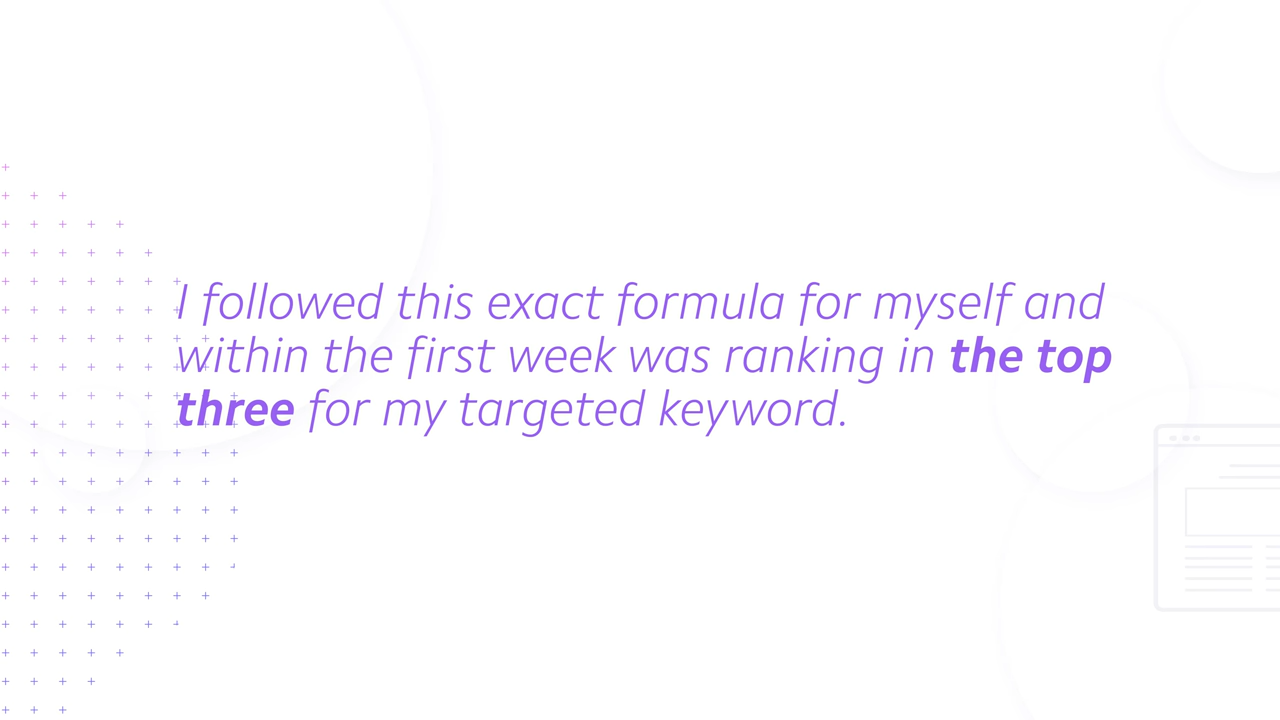 I followed this exact formula for myself and
within the first week was ranking in the top
three for my targeted keyword.